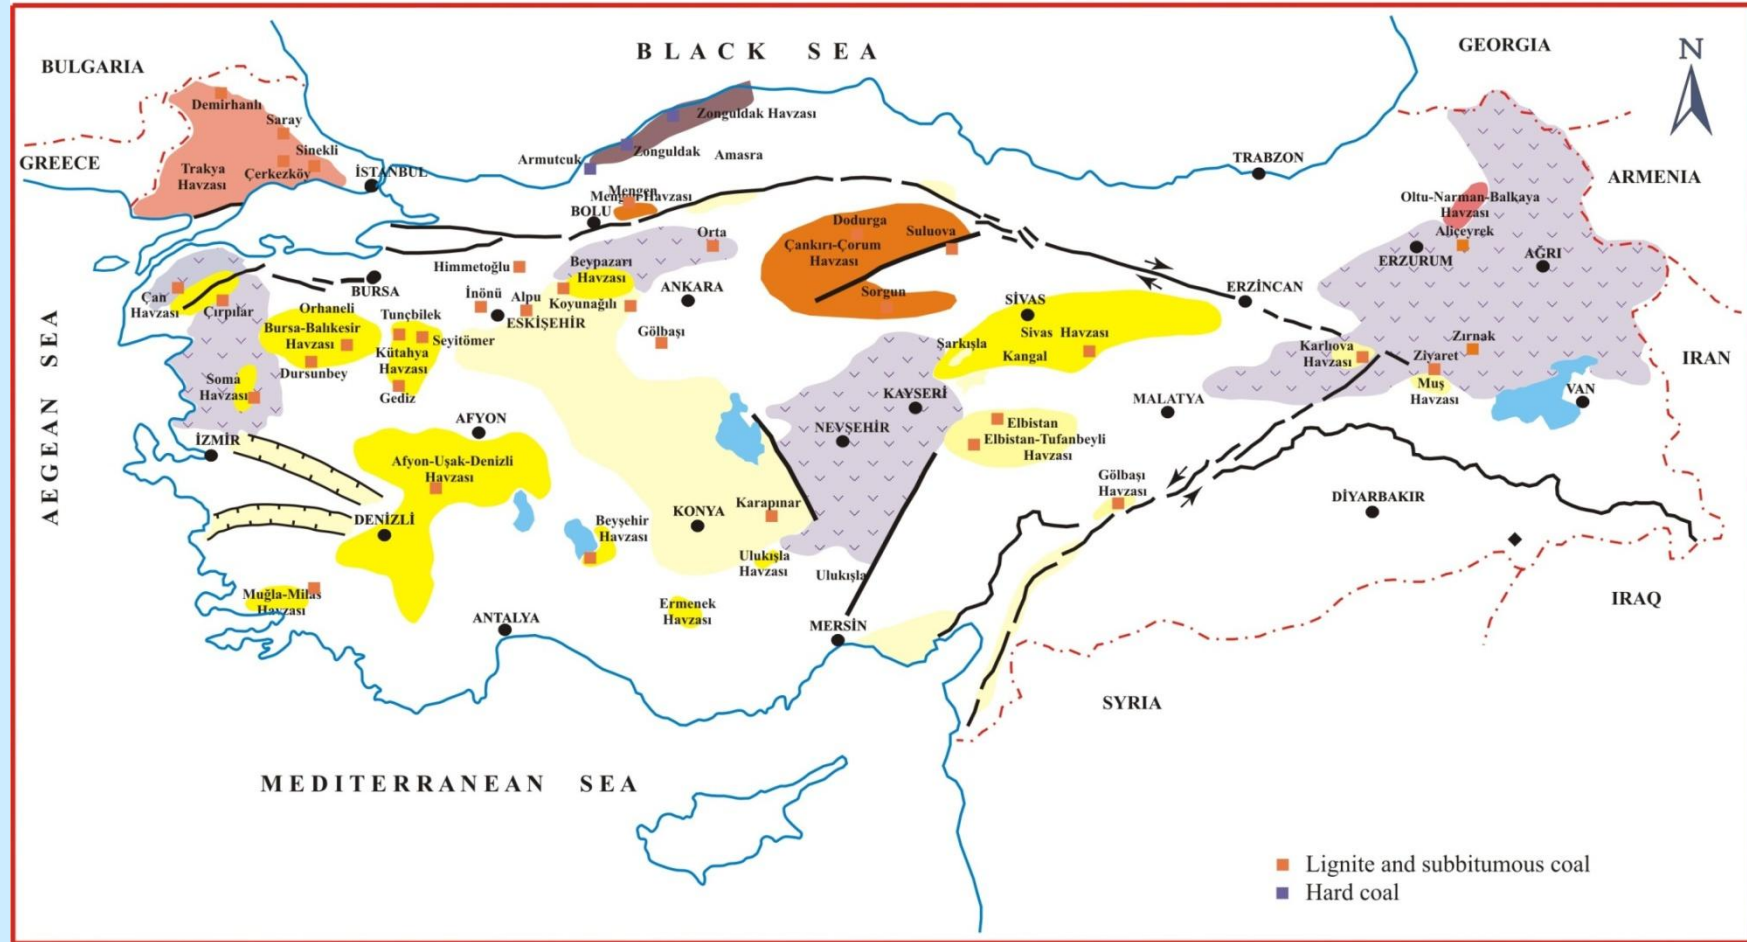 BLACK SEA
GEORGIA
N
BULGARIA
Demirhanlı
Saray
Sinekli
GREECE
Trakya
Havzası
Çerkezköy
İSTANBUL
Zonguldak Havzası
Armutcuk
Zonguldak
Amasra
TRABZON
ARMENIA
Mengen
Mengen Havzası
BOLU
Oltu-Narman-Balkaya
Havzası
Aliçeyrek
ERZURUM
AĞRI
Orta
Dodurga
Çankırı-Çorum
Havzası
Suluova
Sorgun
Himmetoğlu
Beypazarı
Havzası
ANKARA
Koyunağılı
Gölbaşı
İnönü
Alpu
ESKİŞEHİR
BURSA
Çan
Havzası
Çırpılar
Orhaneli
Bursa-Balıkesir
Havzası
Dursunbey
Tunçbilek
Seyitömer
Kütahya
Havzası
Gediz
ERZİNCAN
SİVAS
Sivas Havzası
Şarkışla
Kangal
Karlıova
Havzası
Zırnak
Ziyaret
Muş
Havzası
IRAN
VAN
AEGEAN SEA
Soma
Havzası
İZMİR
AFYON
Afyon-Uşak-Denizli
Havzası
DENİZLİ
KAYSERİ
NEVŞEHİR
MALATYA
Elbistan
Elbistan-Tufanbeyli
Havzası
Gölbaşı
Havzası
DİYARBAKIR
KONYA
Karapınar
Beyşehir
Havzası
Ulukışla
Havzası
Ulukışla
Muğla-Milas
Havzası
Ermenek
Havzası
ANTALYA
MERSİN
IRAQ
SYRIA
MEDITERRANEAN SEA
Lignite and subbitumous coal
Hard coal